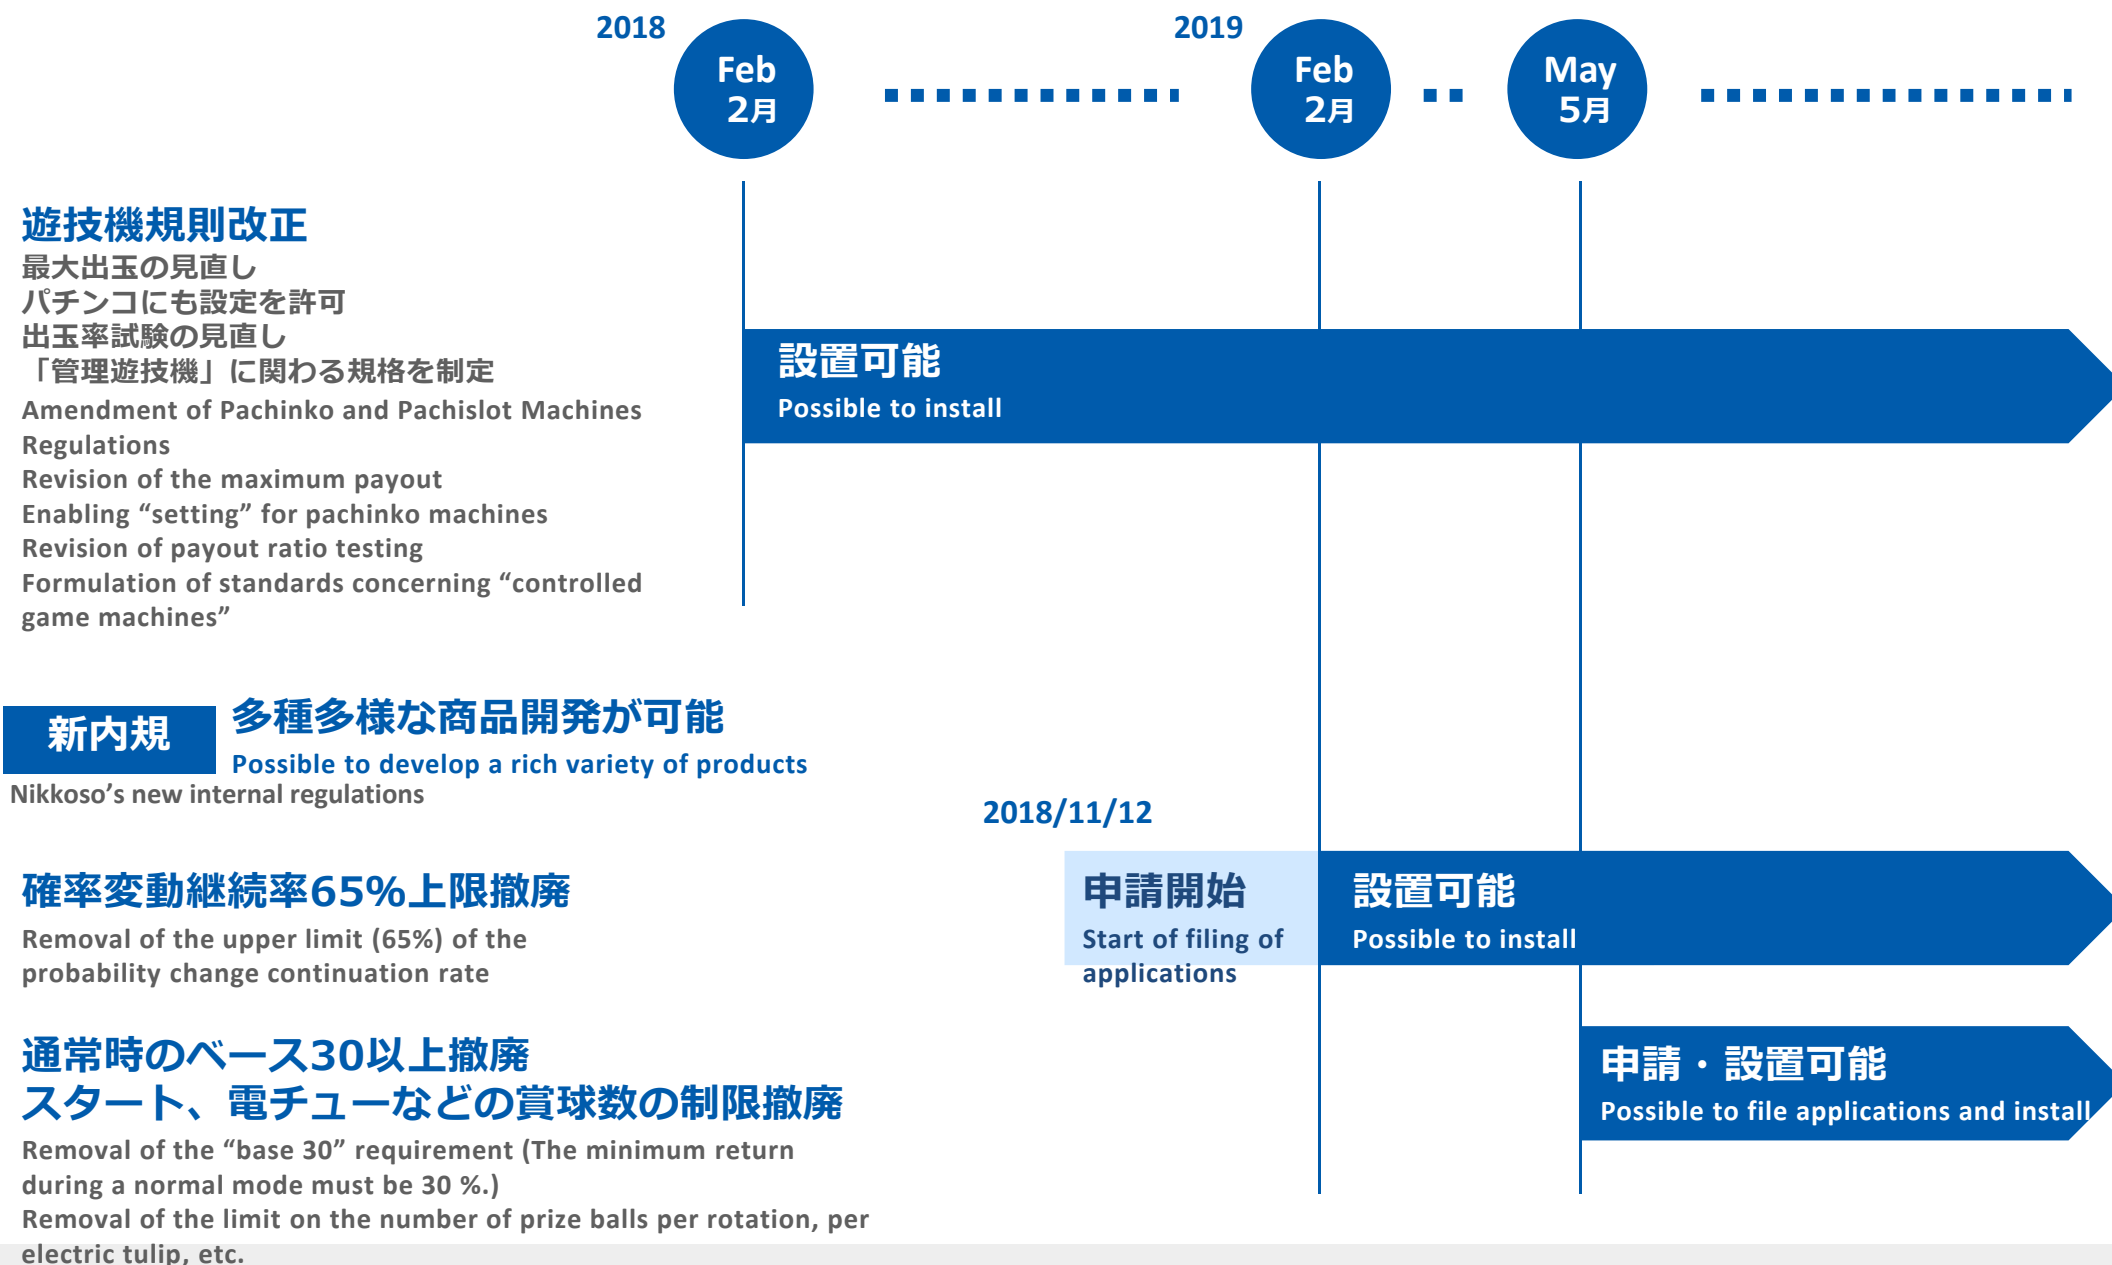 2018
Feb
2月
2019
Feb
2月
May
5月
遊技機規則改正
最大出玉の見直し
パチンコにも設定を許可
出玉率試験の見直し
「管理遊技機」に関わる規格を制定
Amendment of Pachinko and Pachislot Machines
Regulations
Revision of the maximum payout
Enabling “setting” for pachinko machines
Revision of payout ratio testing
Formulation of standards concerning “controlled
game machines”
設置可能
Possible to install
新内規
多種多様な商品開発が可能
Possible to develop a rich variety of products
Nikkoso’s new internal regulations
2018/11/12
確率変動継続率65%上限撤廃
Removal of the upper limit (65%) of the
probability change continuation rate
申請開始
Start of filing of
applications
設置可能
Possible to install
通常時のベース30以上撤廃
スタート、電チューなどの賞球数の制限撤廃
Removal of the “base 30” requirement (The minimum return
during a normal mode must be 30 %.)
Removal of the limit on the number of prize balls per rotation, per
electric tulip, etc.
申請・設置可能
Possible to file applications and install